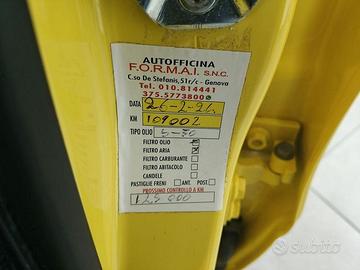 AUTOFFICINA
F.O.R.M.A.I. S.N.C.
C.so De Stefanis, 51r/c - Genova
Tel. 010.814441
375.5773800
DATA 26-2-24
KM 109002
TIPO OLIO 5-30
FILTRO OLIO
FILTRO ARIA
FILTRO CARBURANTE
FILTRO ABITACOLO
CANDELE
PASTIGLIE FRENI ANT. POST.
PROSSIMO CONTROLLO A KM
125000
subito